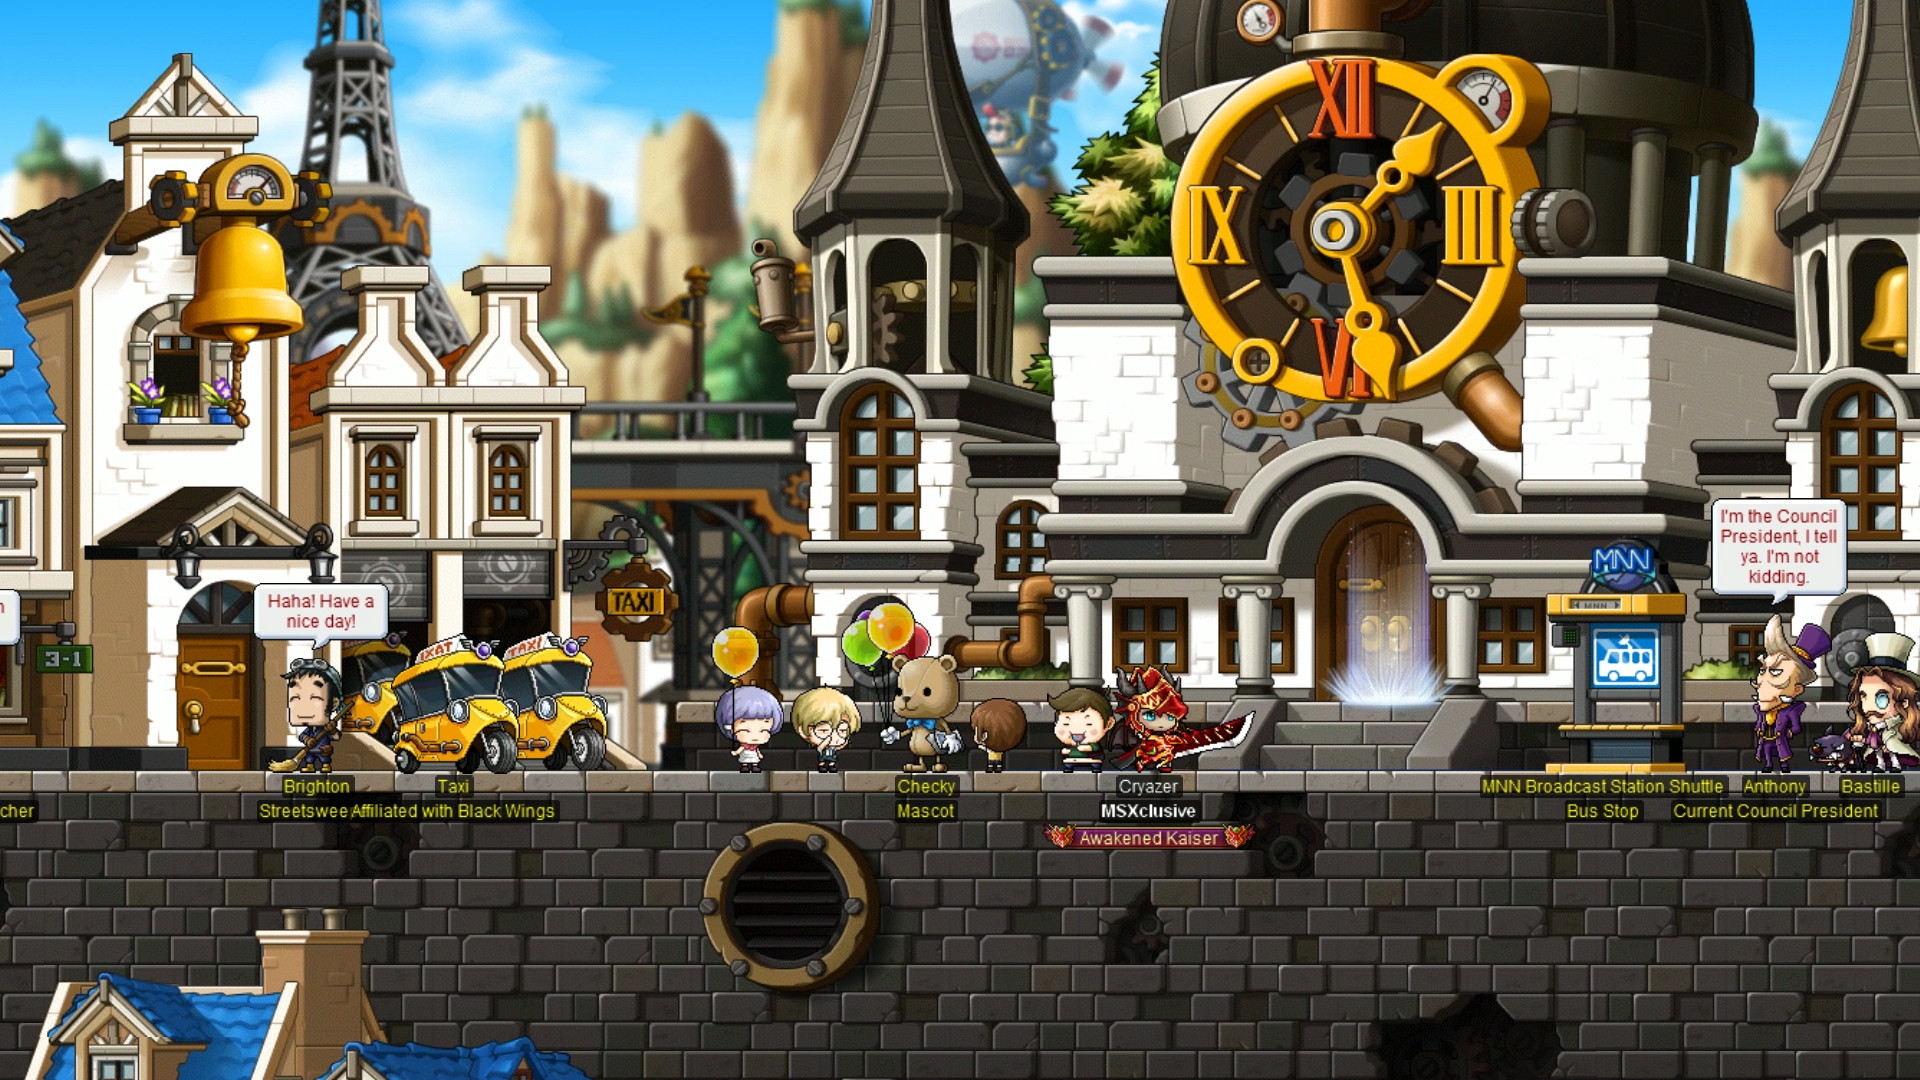 XII
IX
III
VI
I'm the Council
President, I tell
ya. I'm not
kidding.
MNN
MNN
Haha! Have a
nice day!
TAXI
3-1
TAXI
TAXI
Brighton
Taxi
Checky
Cryazer
MNN Broadcast Station Shuttle
Anthony
Bastille
cher
Streetswee
Affiliated with Black Wings
Mascot
MSXclusive
Bus Stop
Current Council President
Awakened Kaiser